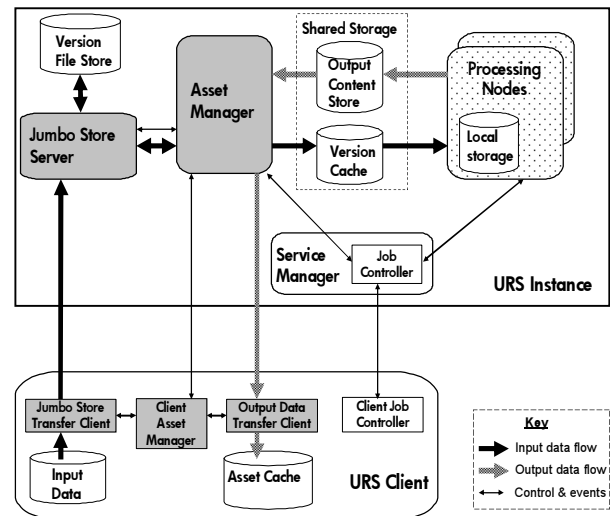 Version
File Store
Asset
Manager
Shared Storage
Output
Content
Store
Processing
Nodes
Jumbo Store
Server
Version
Cache
Local
storage
Service
Manager
Job
Controller
URS Instance
Jumbo Store
Transfer Client
Client
Asset
Manager
Output Data
Transfer Client
Client Job
Controller
Input
Data
Asset Cache
URS Client
Key
Input data flow
Output data flow
Control & events